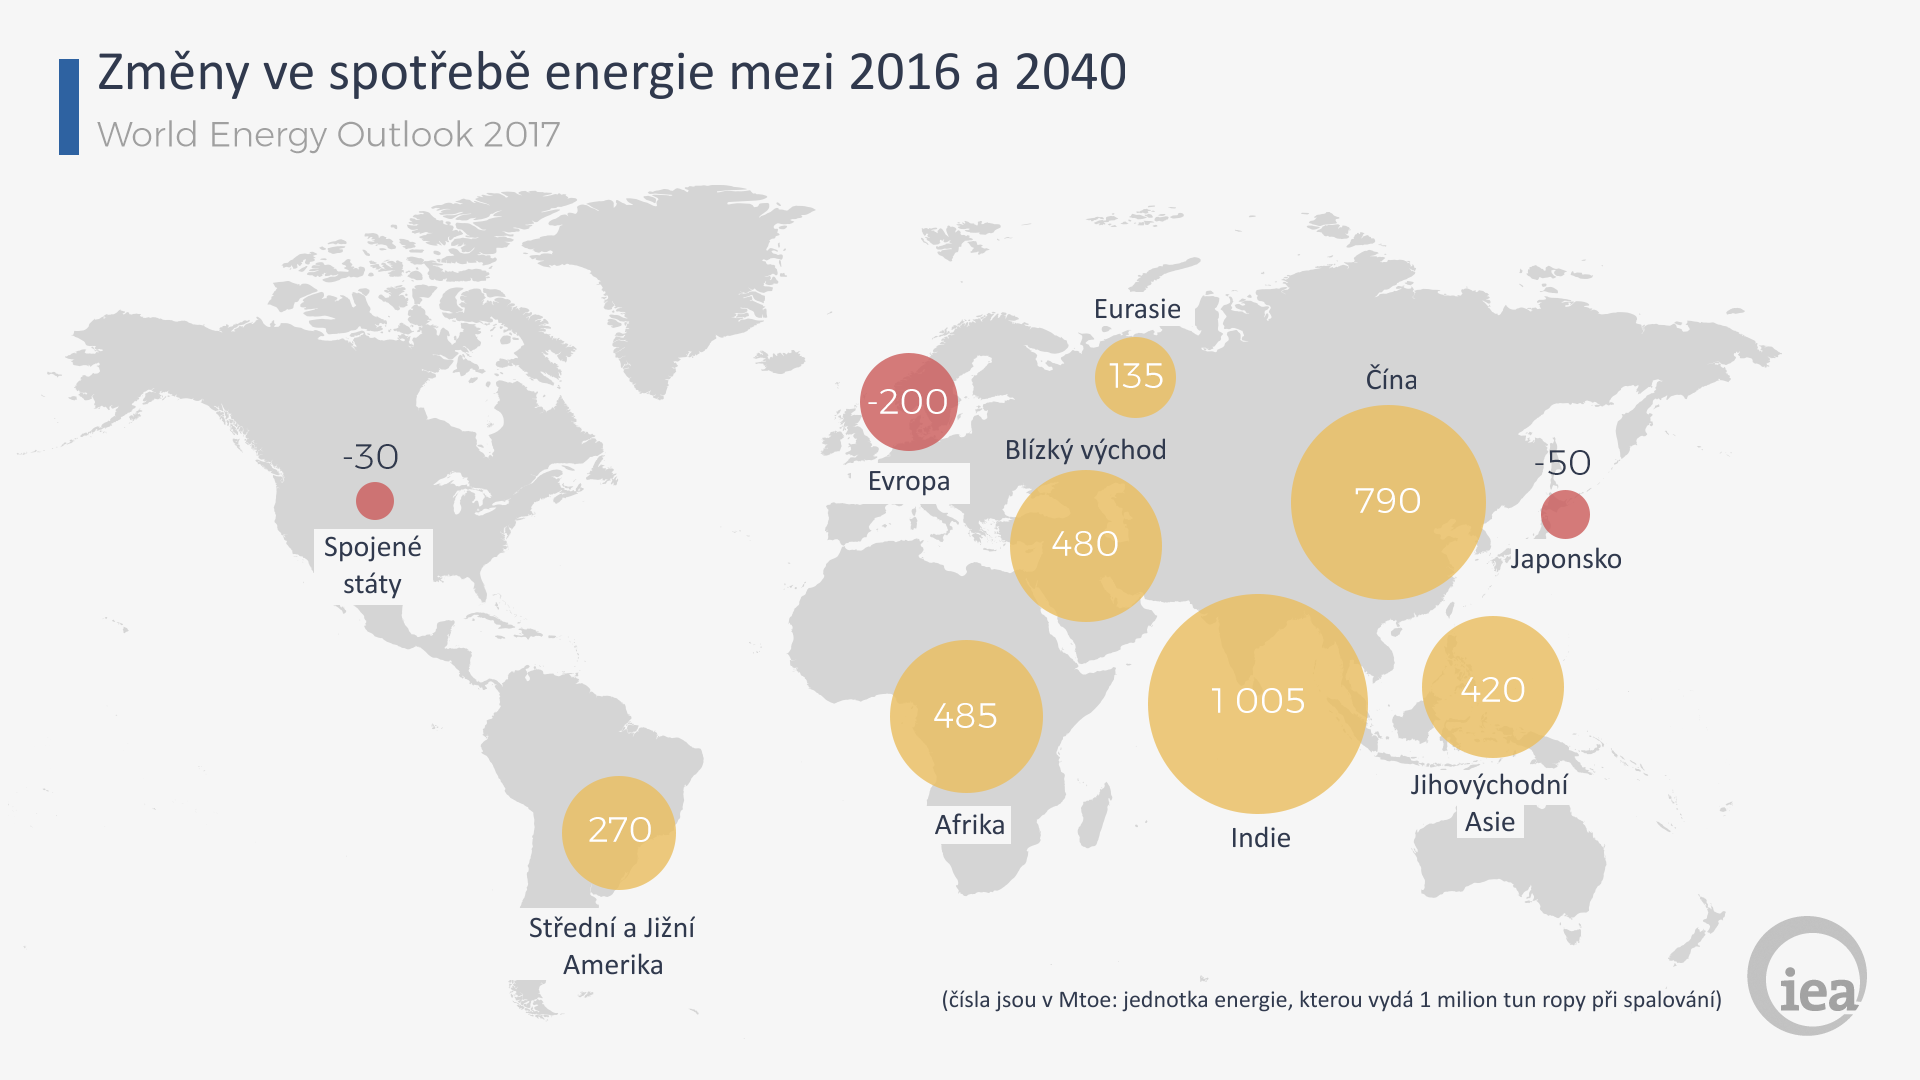 Změny ve spotřebě energie mezi 2016 a 2040
World Energy Outlook 2017
Eurasie
135
-200
Evropa
Čína
790
-30
Spojené
státy
Blízký východ
480
-50
Japonsko
485
Afrika
1 005
Indie
420
Jihovýchodní
Asie
270
Střední a Jižní
Amerika
(čísla jsou v Mtoe: jednotka energie, kterou vydá 1 milion tun ropy při spalování)
iea